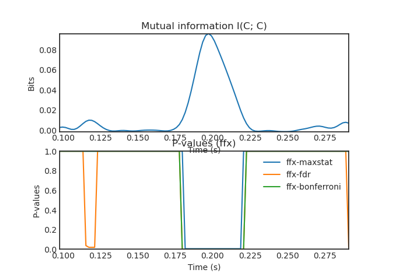 Mutual information I(C; C)
Bits
0.08
0.06
0.04
0.02
0.00
0.100 0.125 0.150 0.175 0.200 0.225 0.250 0.275
Time (s)
P-values (ffx)
P-values
1.0
0.8
0.6
0.4
0.2
0.0
ffx-maxstat
ffx-fdr
ffx-bonferroni
0.100 0.125 0.150 0.175 0.200 0.225 0.250 0.275
Time (s)